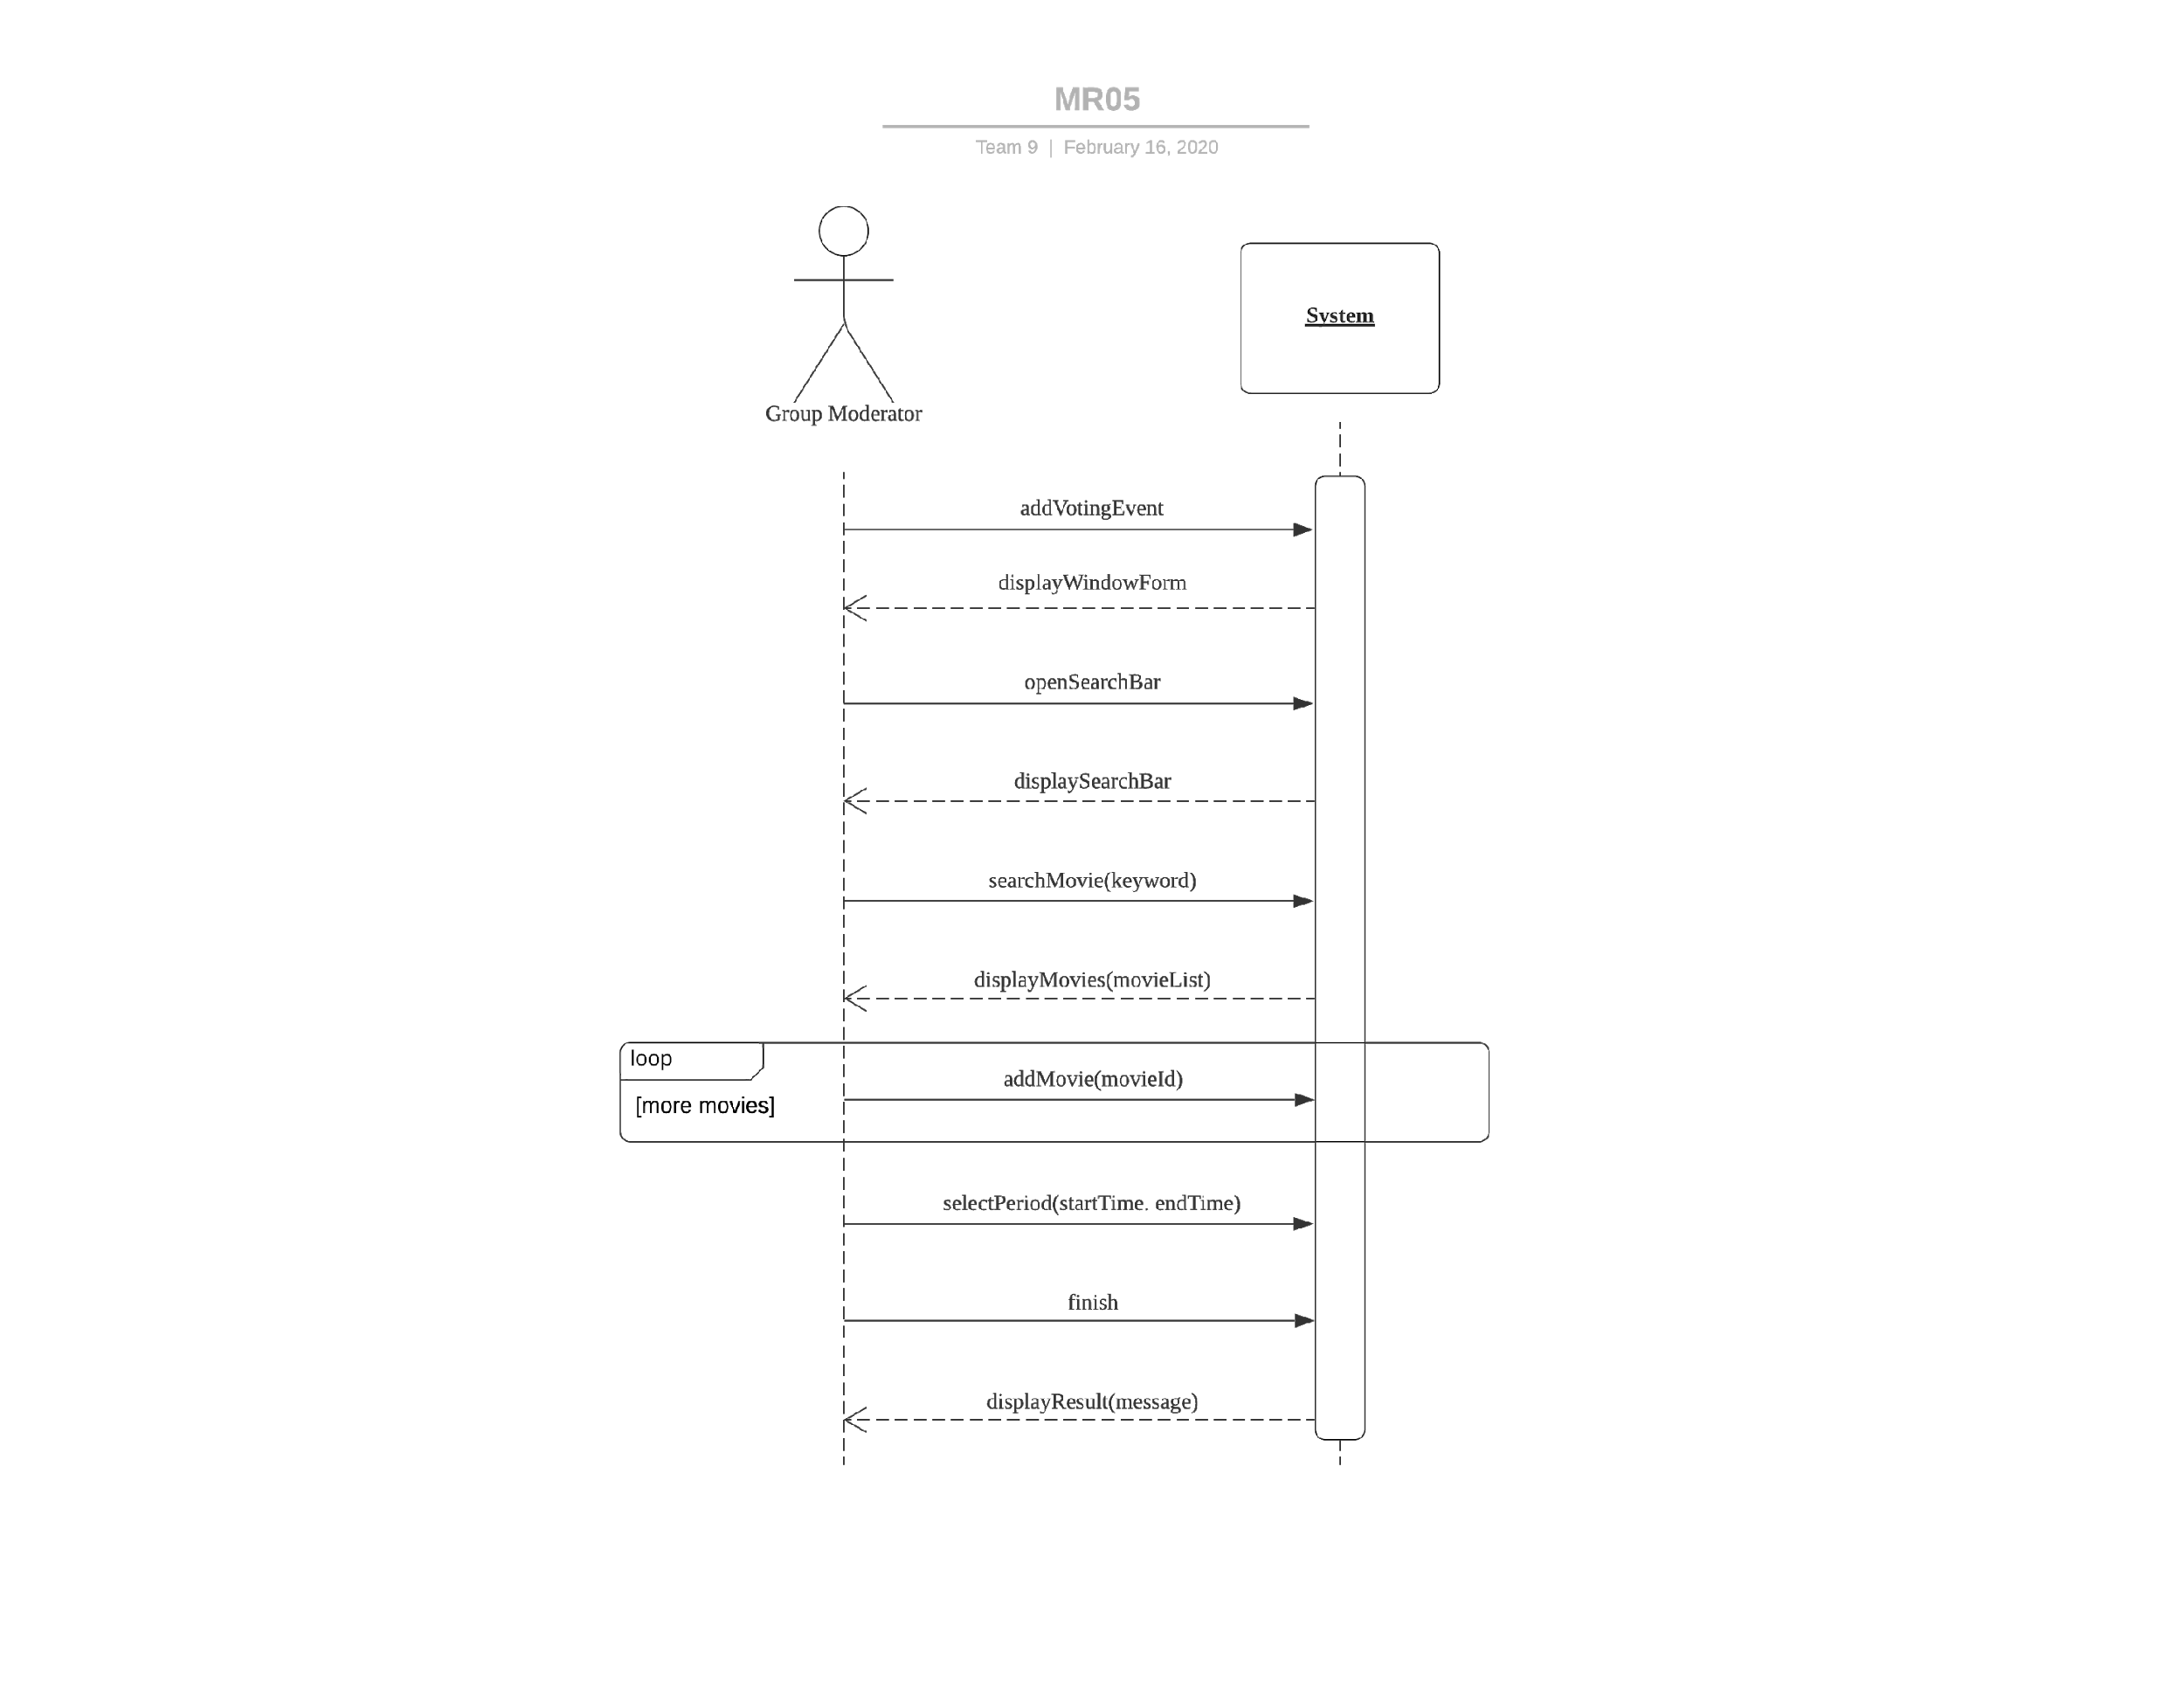 MR05
Team 9 | February 16, 2020
System
Group Moderator
addVotingEvent
displayWindowForm
openSearchBar
displaySearchBar
searchMovie(keyword)
displayMovies(movieList)
loop
addMovie(movieId)
[more movies]
selectPeriod(startTime. endTime)
finish
displayResult(message)